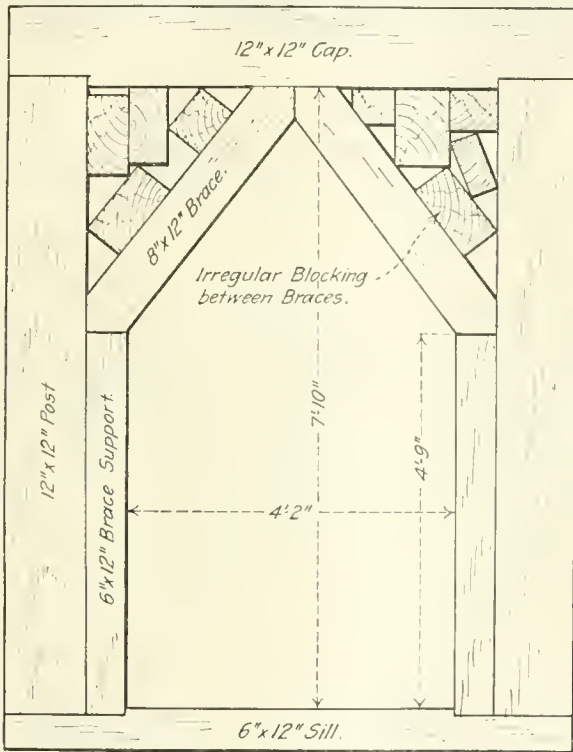 12"x12" Cap.
8"x12" Brace.
Irregular Blocking
between Braces.
12"x12" Post
6"x12" Brace Support.
7'-10"
4'-9"
4'-2"
6"x12" Sill.